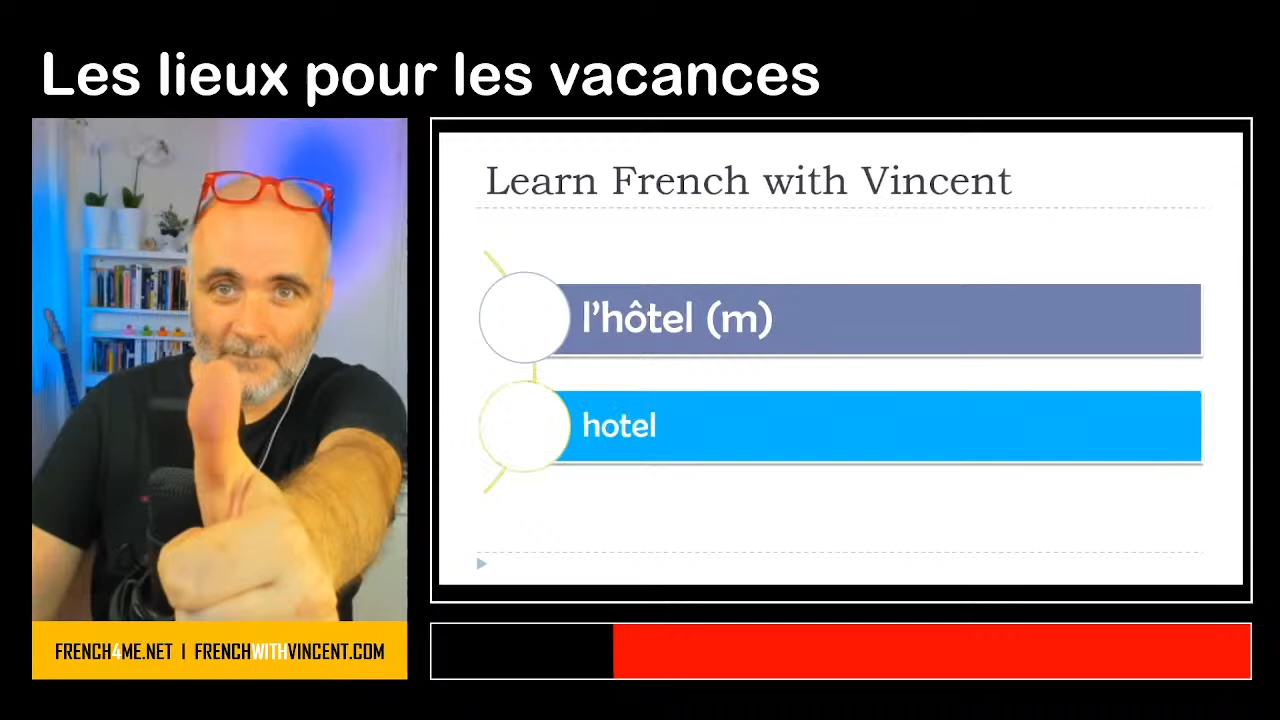 Les lieux pour les vacances
Learn French with Vincent
l'hôtel (m)
hotel
FRENCH4ME.NET | FRENCHWITHVINCENT.COM